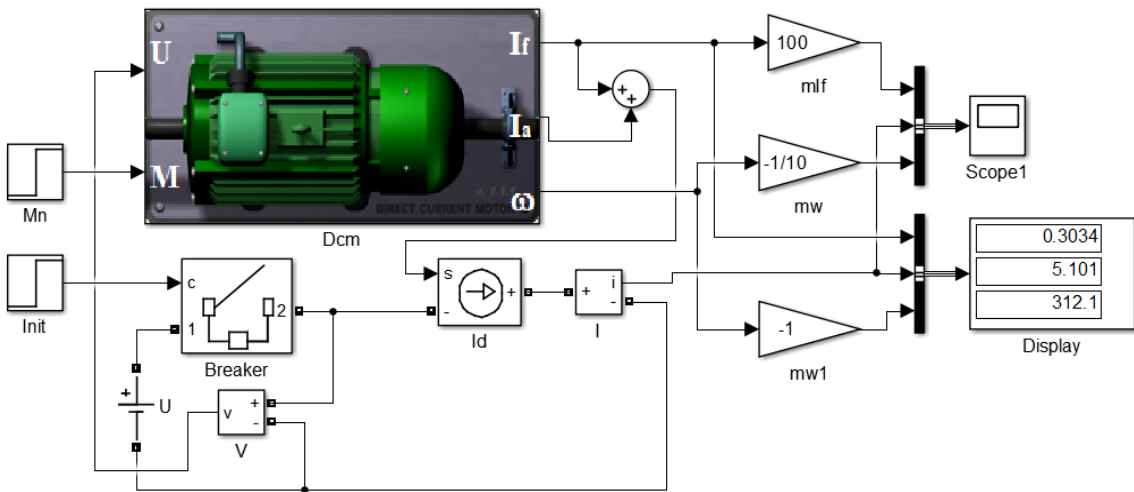 U
If
Ia
M
ω
DIRECT CURRENT MOTOR
Dcm
+
+
100
mIf
-1/10
mw
Scope1
Mn
Init
c
1
2
Breaker
s
-
+
Id
+
i
-
I
-1
mw1
0.3034
5.101
312.1
Display
+
U
v
+
-
V